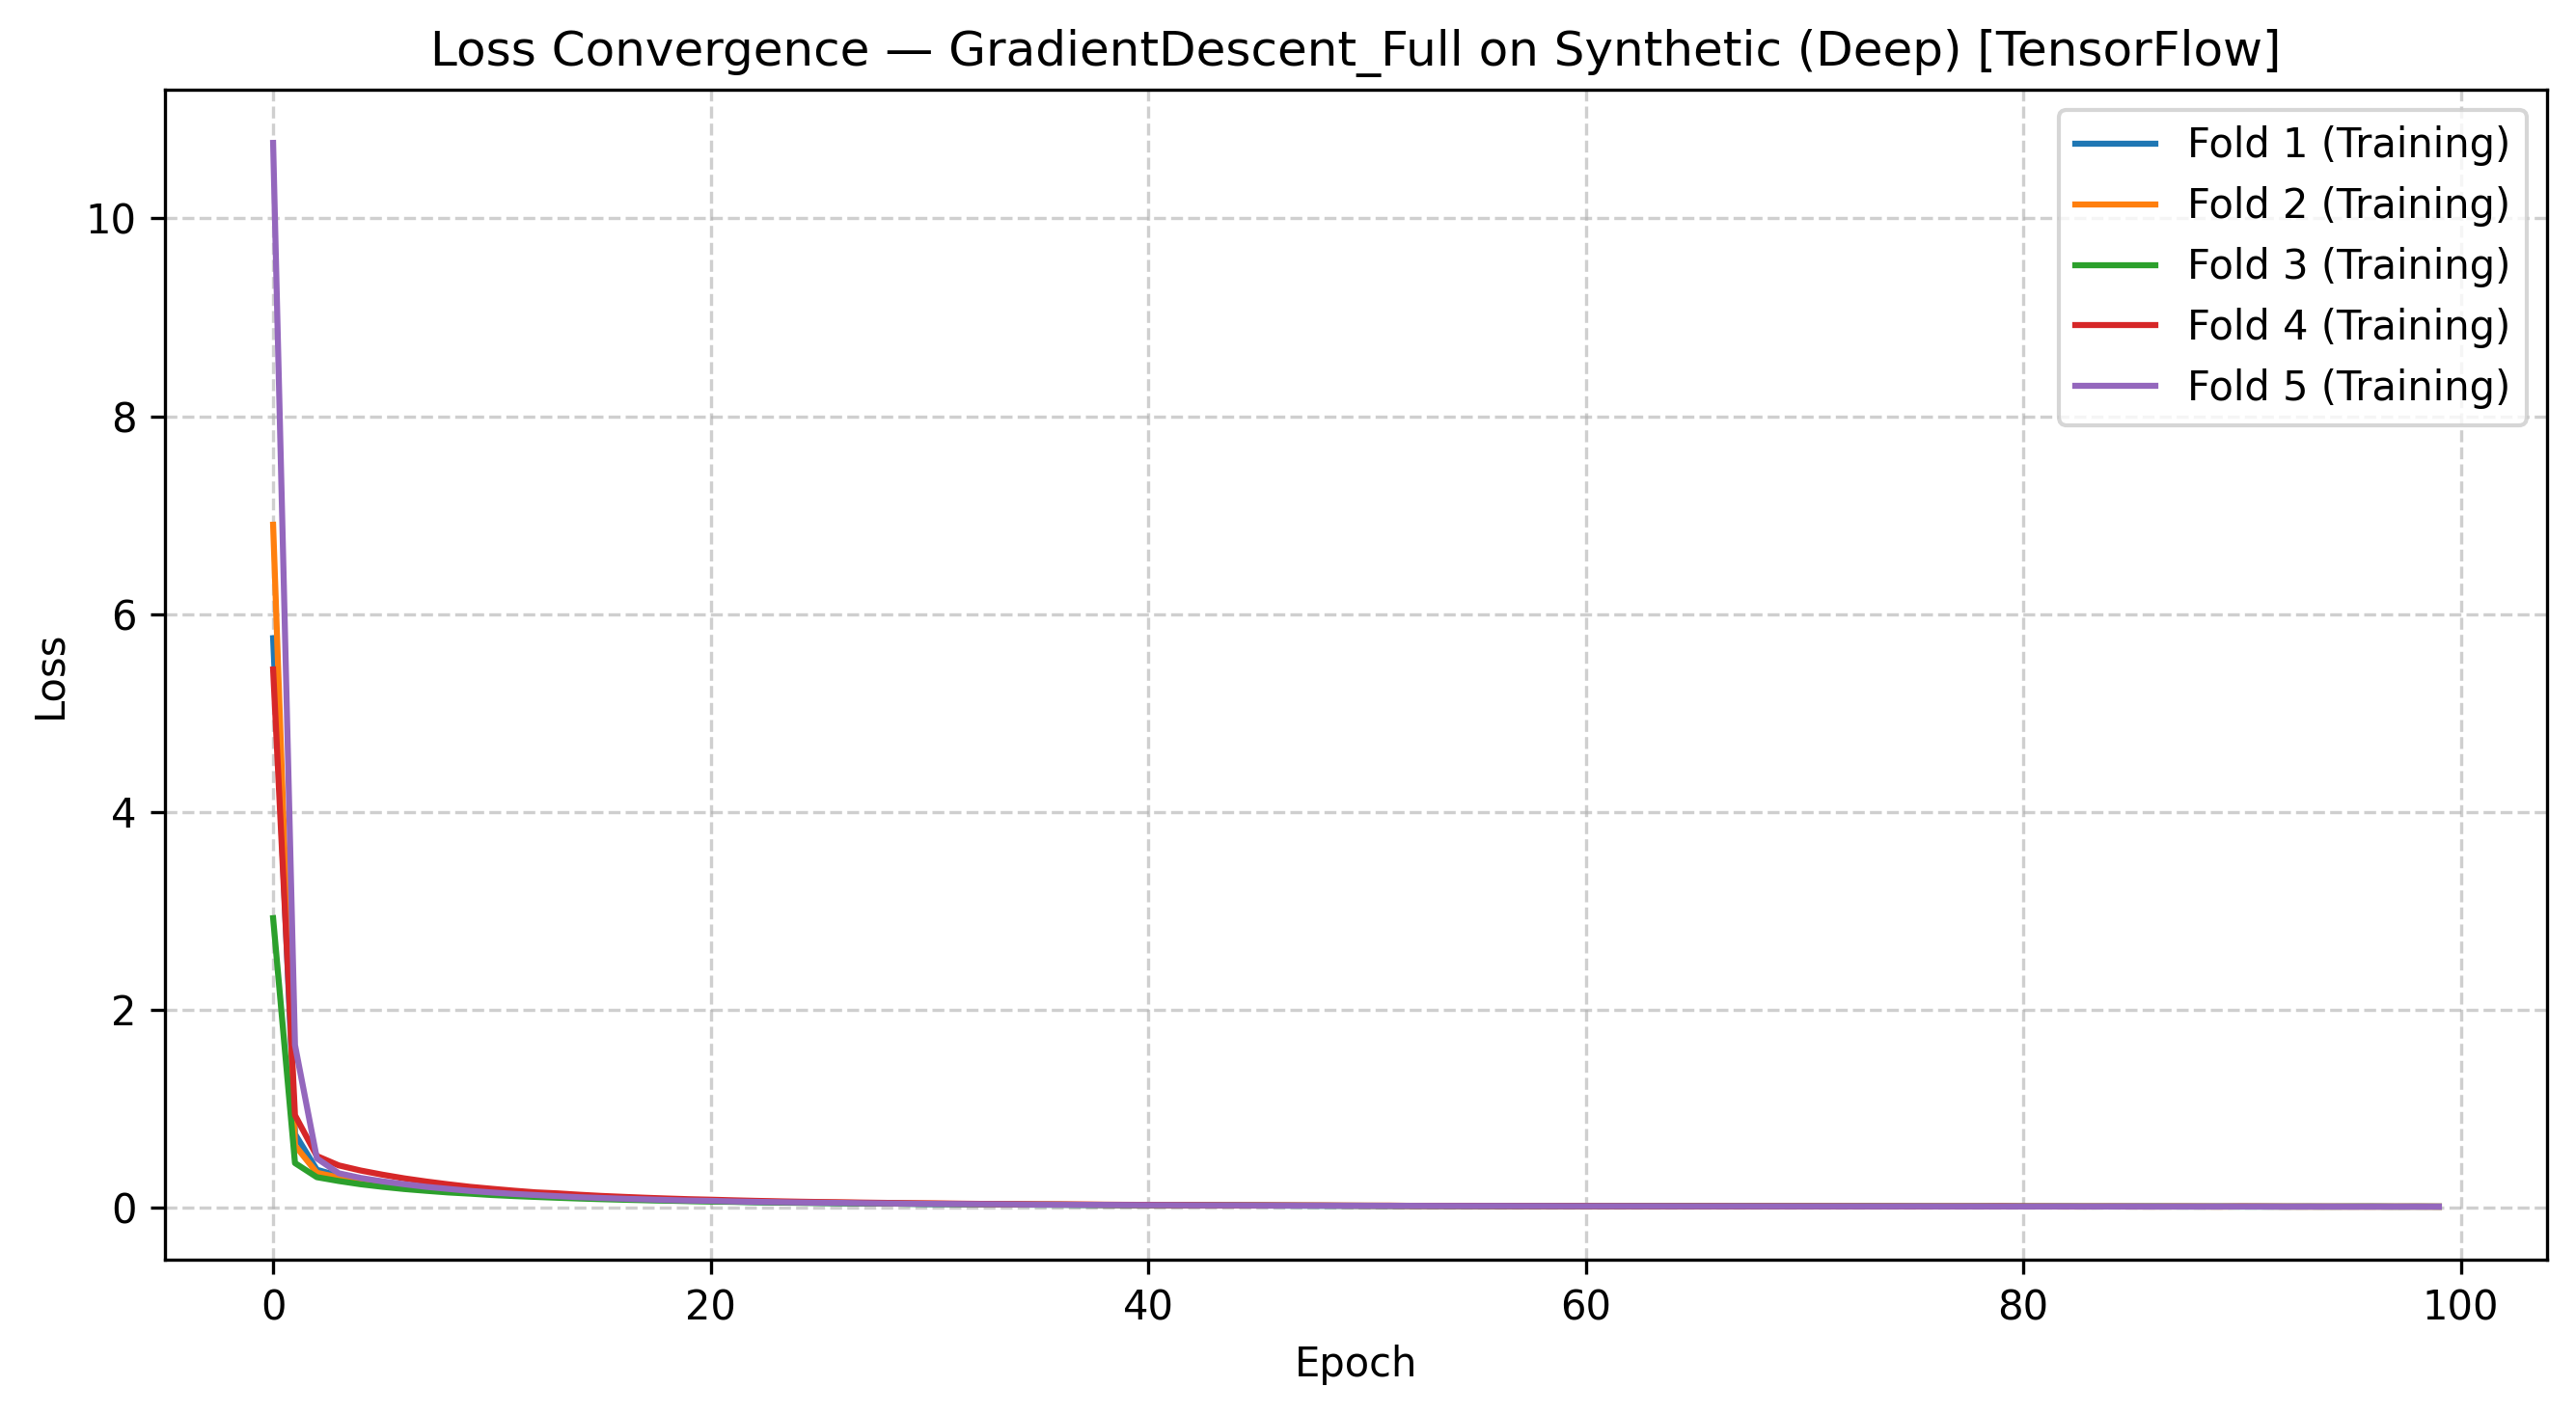 Loss Convergence — GradientDescent_Full on Synthetic (Deep) [TensorFlow]
Fold 1 (Training)
Fold 2 (Training)
Fold 3 (Training)
Fold 4 (Training)
Fold 5 (Training)
Loss
10
8
6
4
2
0
0 20 40 60 80 100
Epoch